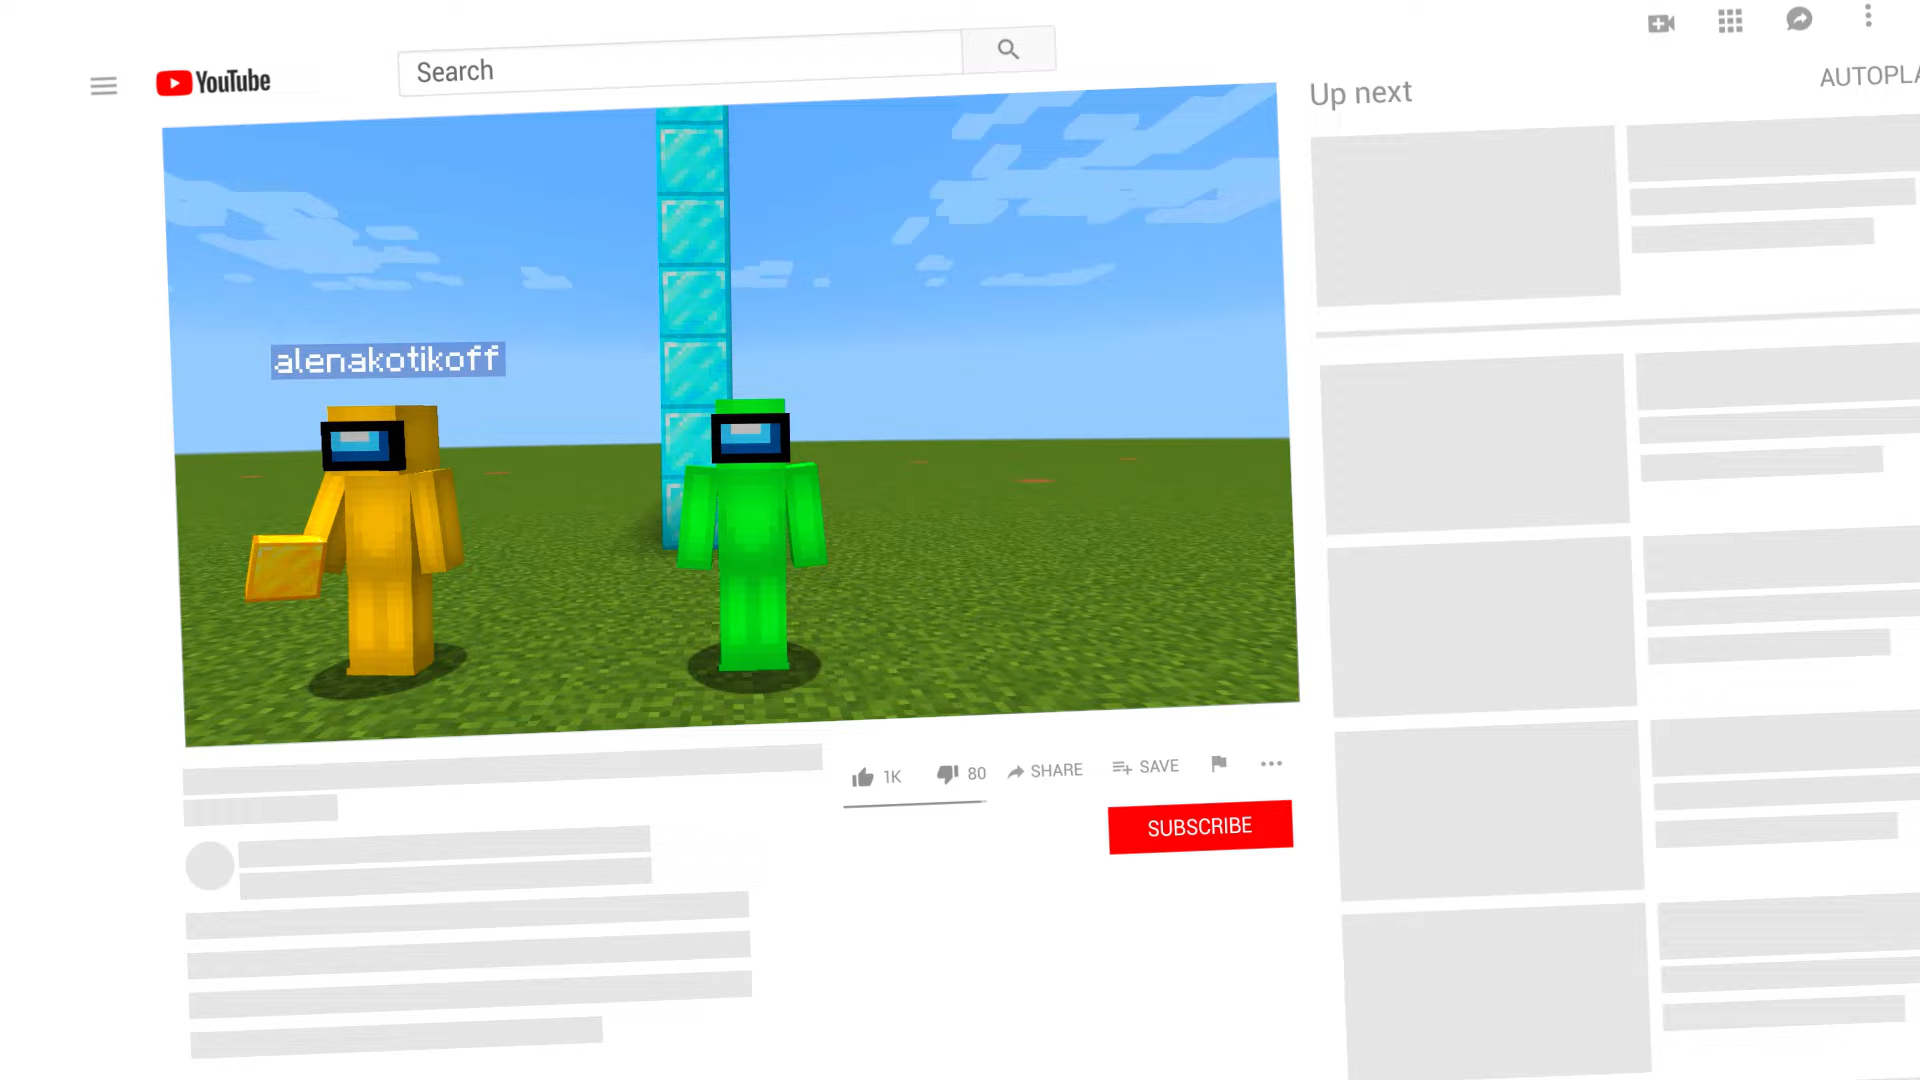 YouTube
Search
Up next
AUTOPLA
alenakotikoff
1K
80
SHARE
SAVE
SUBSCRIBE